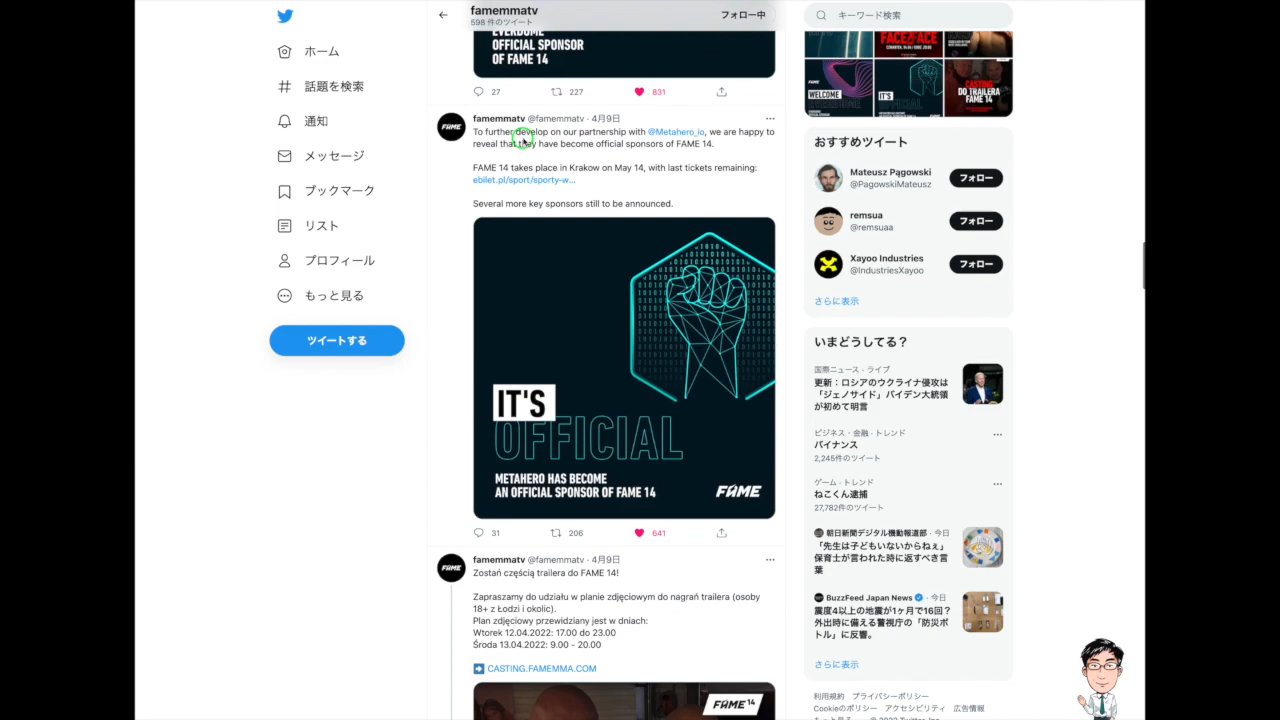 ホーム
話題を検索
通知
メッセージ
ブックマーク
リスト
プロフィール
もっと見る
ツイートする
famemmatv
598 件のツイート
フォロー中
EVERDOME
OFFICIAL SPONSOR
OF FAME 14
27
227
831
FAME
famemmatv @famemmatv · 4月9日
To further develop on our partnership with @Metahero_io, we are happy to
reveal that they have become official sponsors of FAME 14.
FAME 14 takes place in Krakow on May 14, with last tickets remaining:
ebilet.pl/sport/sporty-w...
Several more key sponsors still to be announced.
IT'S
OFFICIAL
METAHERO HAS BECOME
AN OFFICIAL SPONSOR OF FAME 14
FAME
31
206
641
FAME
famemmatv @famemmatv · 4月9日
Zostań częścią trailera do FAME 14!
Zapraszamy do udziału w planie zdjęciowym do nagrań trailera (osoby
18+ z Łodzi i okolic).
Plan zdjęciowy przewidziany jest w dniach:
Wtorek 12.04.2022: 17.00 do 23.00
Środa 13.04.2022: 9.00 - 20.00
CASTING.FAMEMMA.COM
FAME 14
キーワード検索
FACE2FACE
WELCOME
EVERDOME
IT'S
OFFICIAL
CASTING
DO TRAILERA
FAME 14
おすすめツイート
Mateusz Pągowski
@PagowskiMateusz
フォロー
remsua
@remsuaa
フォロー
Xayoo Industries
@IndustriesXayoo
フォロー
さらに表示
いまどうしてる？
国際ニュース · ライブ
更新：ロシアのウクライナ侵攻は
「ジェノサイド」バイデン大統領
が初めて明言
ビジネス・金融 · トレンド
バイナンス
2,245件のツイート
ゲーム · トレンド
ねこくん逮捕
27,782件のツイート
朝日新聞デジタル機動報道部 · 今日
「先生は子どもいないからねぇ」
保育士が言われた時に返すべき言
葉
BuzzFeed Japan News · 今日
震度4以上の地震が1ヶ月で16回？
外出時に備える警視庁の「防災ボ
トル」に反響。
さらに表示
利用規約 プライバシーポリシー
Cookieのポリシー アクセシビリティ 広告情報